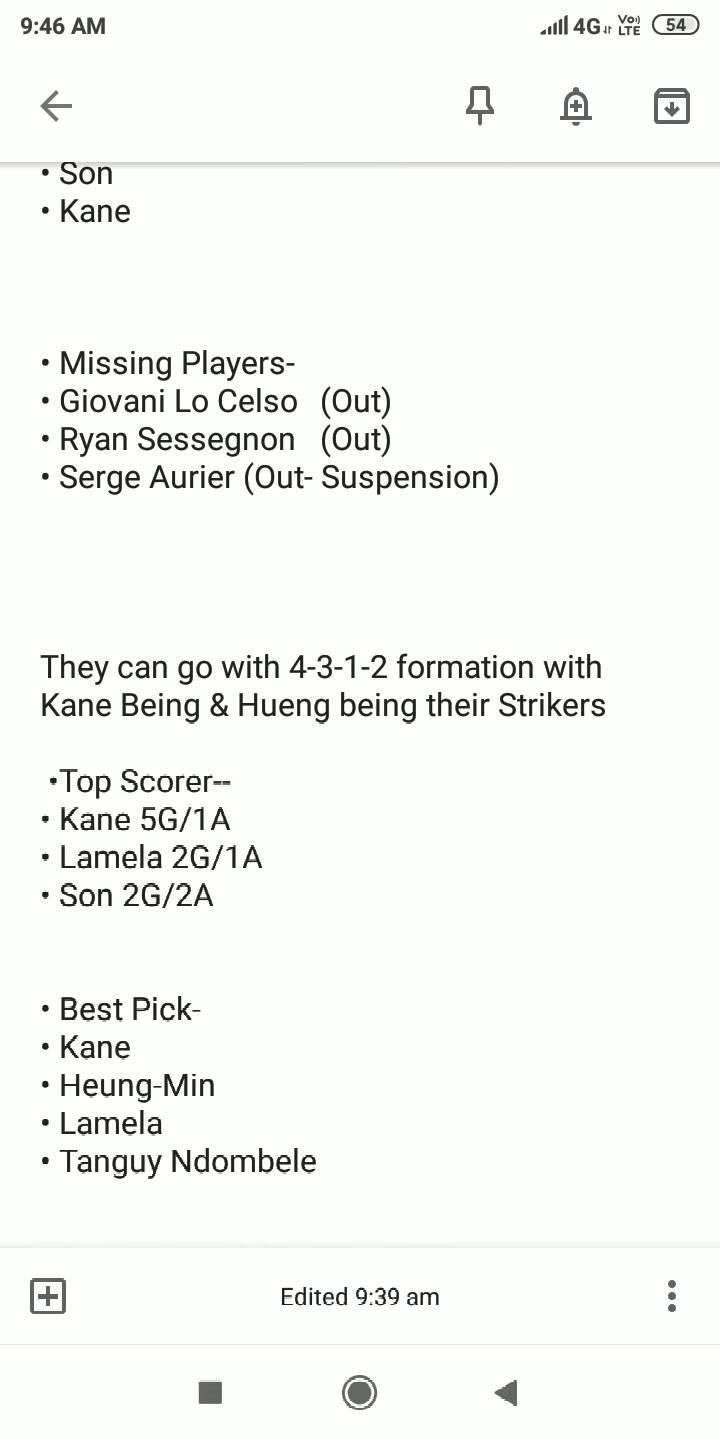 9:46 AM 4G Vo) LTE 54
• Son
• Kane
• Missing Players-
• Giovani Lo Celso (Out)
• Ryan Sessegnon (Out)
• Serge Aurier (Out- Suspension)
They can go with 4-3-1-2 formation with
Kane Being & Hueng being their Strikers
•Top Scorer--
• Kane 5G/1A
• Lamela 2G/1A
• Son 2G/2A
• Best Pick-
• Kane
• Heung-Min
• Lamela
• Tanguy Ndombele
Edited 9:39 am